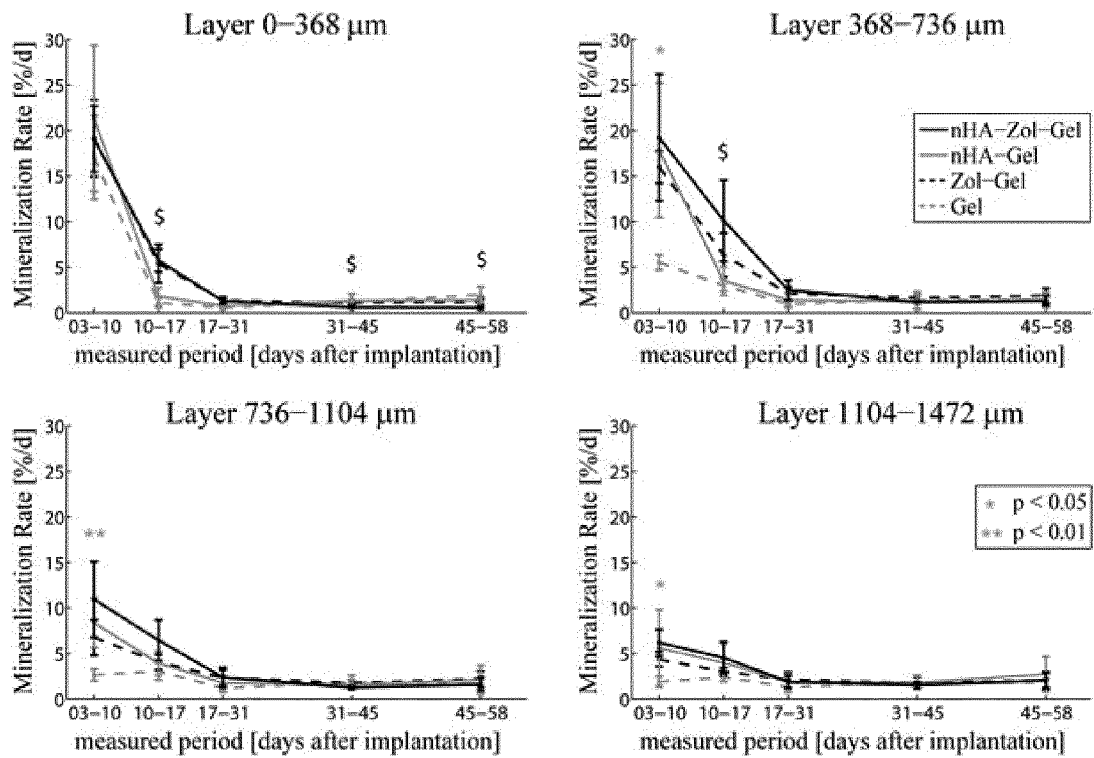 Layer 0−368 µm
Mineralization Rate [%/d]
30
25
20
15
10
5
0
$
$
$
03−10 10−17 17−31 31−45 45−58
measured period [days after implantation]
Layer 368−736 µm
Mineralization Rate [%/d]
30
25
20
15
10
5
0
*
$
nHA−Zol−Gel
nHA−Gel
Zol−Gel
Gel
03−10 10−17 17−31 31−45 45−58
measured period [days after implantation]
Layer 736−1104 µm
Mineralization Rate [%/d]
30
25
20
15
10
5
0
**
03−10 10−17 17−31 31−45 45−58
measured period [days after implantation]
Layer 1104−1472 µm
Mineralization Rate [%/d]
30
25
20
15
10
5
0
*
* p < 0.05
** p < 0.01
03−10 10−17 17−31 31−45 45−58
measured period [days after implantation]